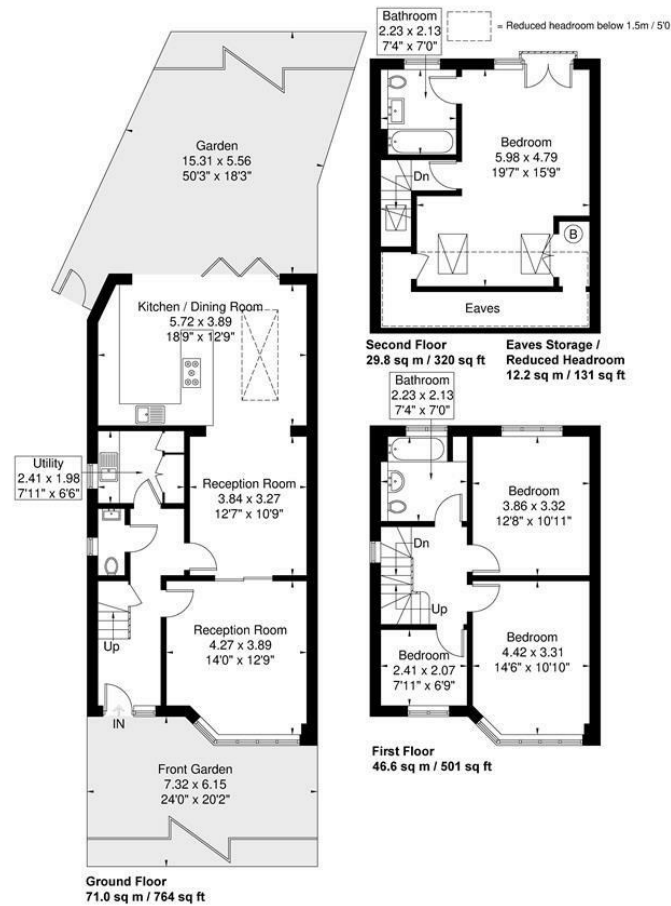 Bathroom
2.23 x 2.13
7'4" x 7'0"
= Reduced headroom below 1.5m / 5'0
Garden
15.31 x 5.56
50'3" x 18'3"
Bedroom
5.98 x 4.79
19'7" x 15'9"
Dn
B
Eaves
Second Floor
29.8 sq m / 320 sq ft
Eaves Storage /
Reduced Headroom
12.2 sq m / 131 sq ft
Kitchen / Dining Room
5.72 x 3.89
18'9" x 12'9"
Utility
2.41 x 1.98
7'11" x 6'6"
Reception Room
3.84 x 3.27
12'7" x 10'9"
Reception Room
4.27 x 3.89
14'0" x 12'9"
Up
IN
Front Garden
7.32 x 6.15
24'0" x 20'2"
Ground Floor
71.0 sq m / 764 sq ft
Bathroom
2.23 x 2.13
7'4" x 7'0"
Bedroom
3.86 x 3.32
12'8" x 10'11"
Dn
Up
Bedroom
2.41 x 2.07
7'11" x 6'9"
Bedroom
4.42 x 3.31
14'6" x 10'10"
First Floor
46.6 sq m / 501 sq ft